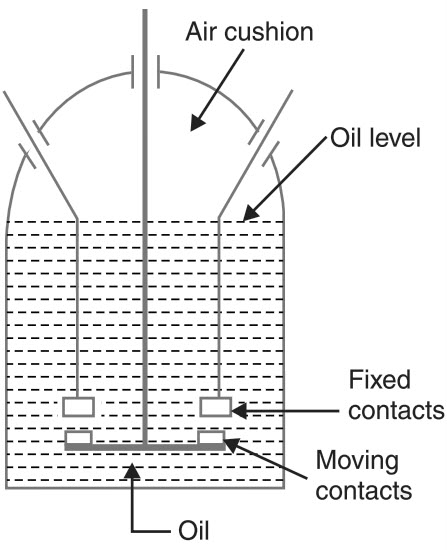 Air cushion
Oil level
Fixed
contacts
Moving
contacts
Oil